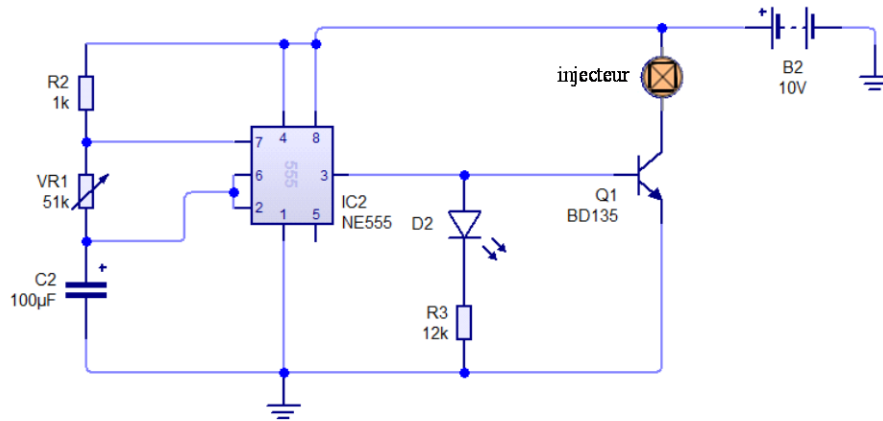 R2
1k
VR1
51k
C2
100µF
+
7
4
8
6
2
3
1
5
555
IC2
NE555
D2
R3
12k
injecteur
Q1
BD135
+
B2
10V